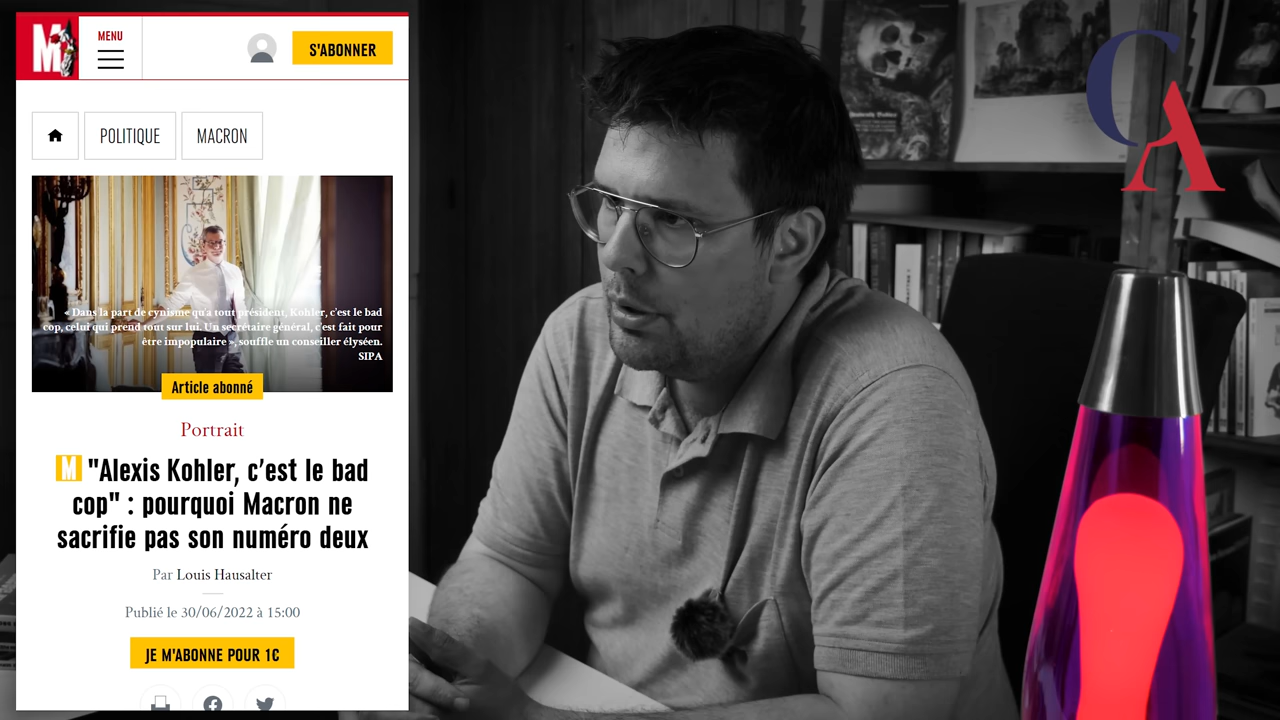 M
MENU
S'ABONNER
POLITIQUE
MACRON
« Dans la part de cynisme qu'a tout président, Kohler, c'est le bad
cop, celui qui prend tout sur lui. Un secrétaire général, c'est fait pour
être impopulaire », souffle un conseiller élyséen.
SIPA
Article abonné
Portrait
M "Alexis Kohler, c'est le bad
cop" : pourquoi Macron ne
sacrifie pas son numéro deux
Par Louis Hausalter
Publié le 30/06/2022 à 15:00
JE M'ABONNE POUR 1€
CA